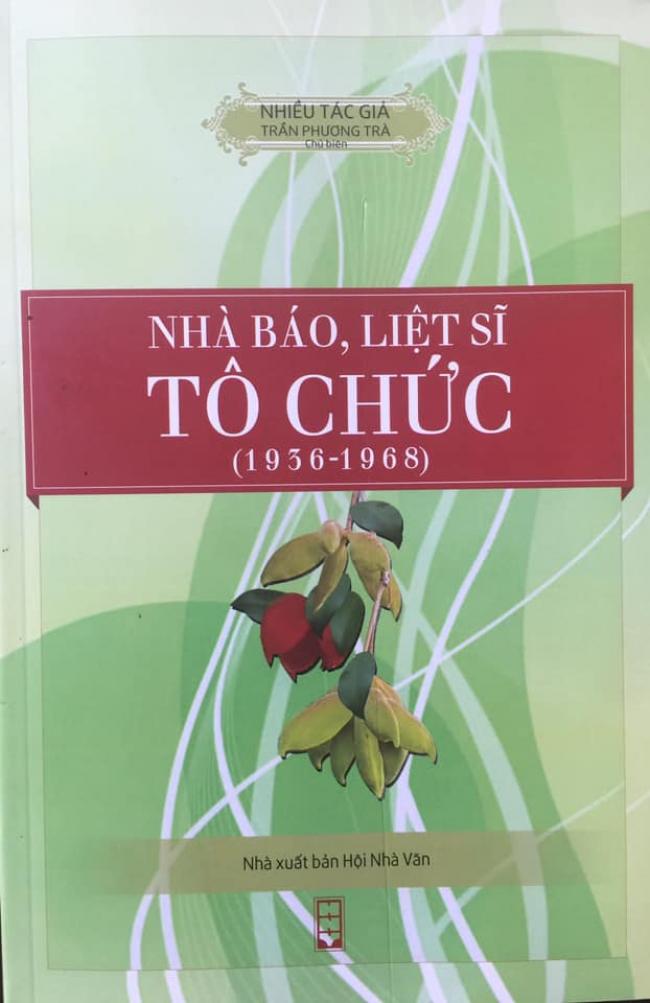 NHIỀU TÁC GIẢ
TRẦN PHƯƠNG TRÀ
Chủ biên
NHÀ BÁO, LIỆT SĨ
TÔ CHỨC
(1936-1968)
Nhà xuất bản Hội Nhà Văn